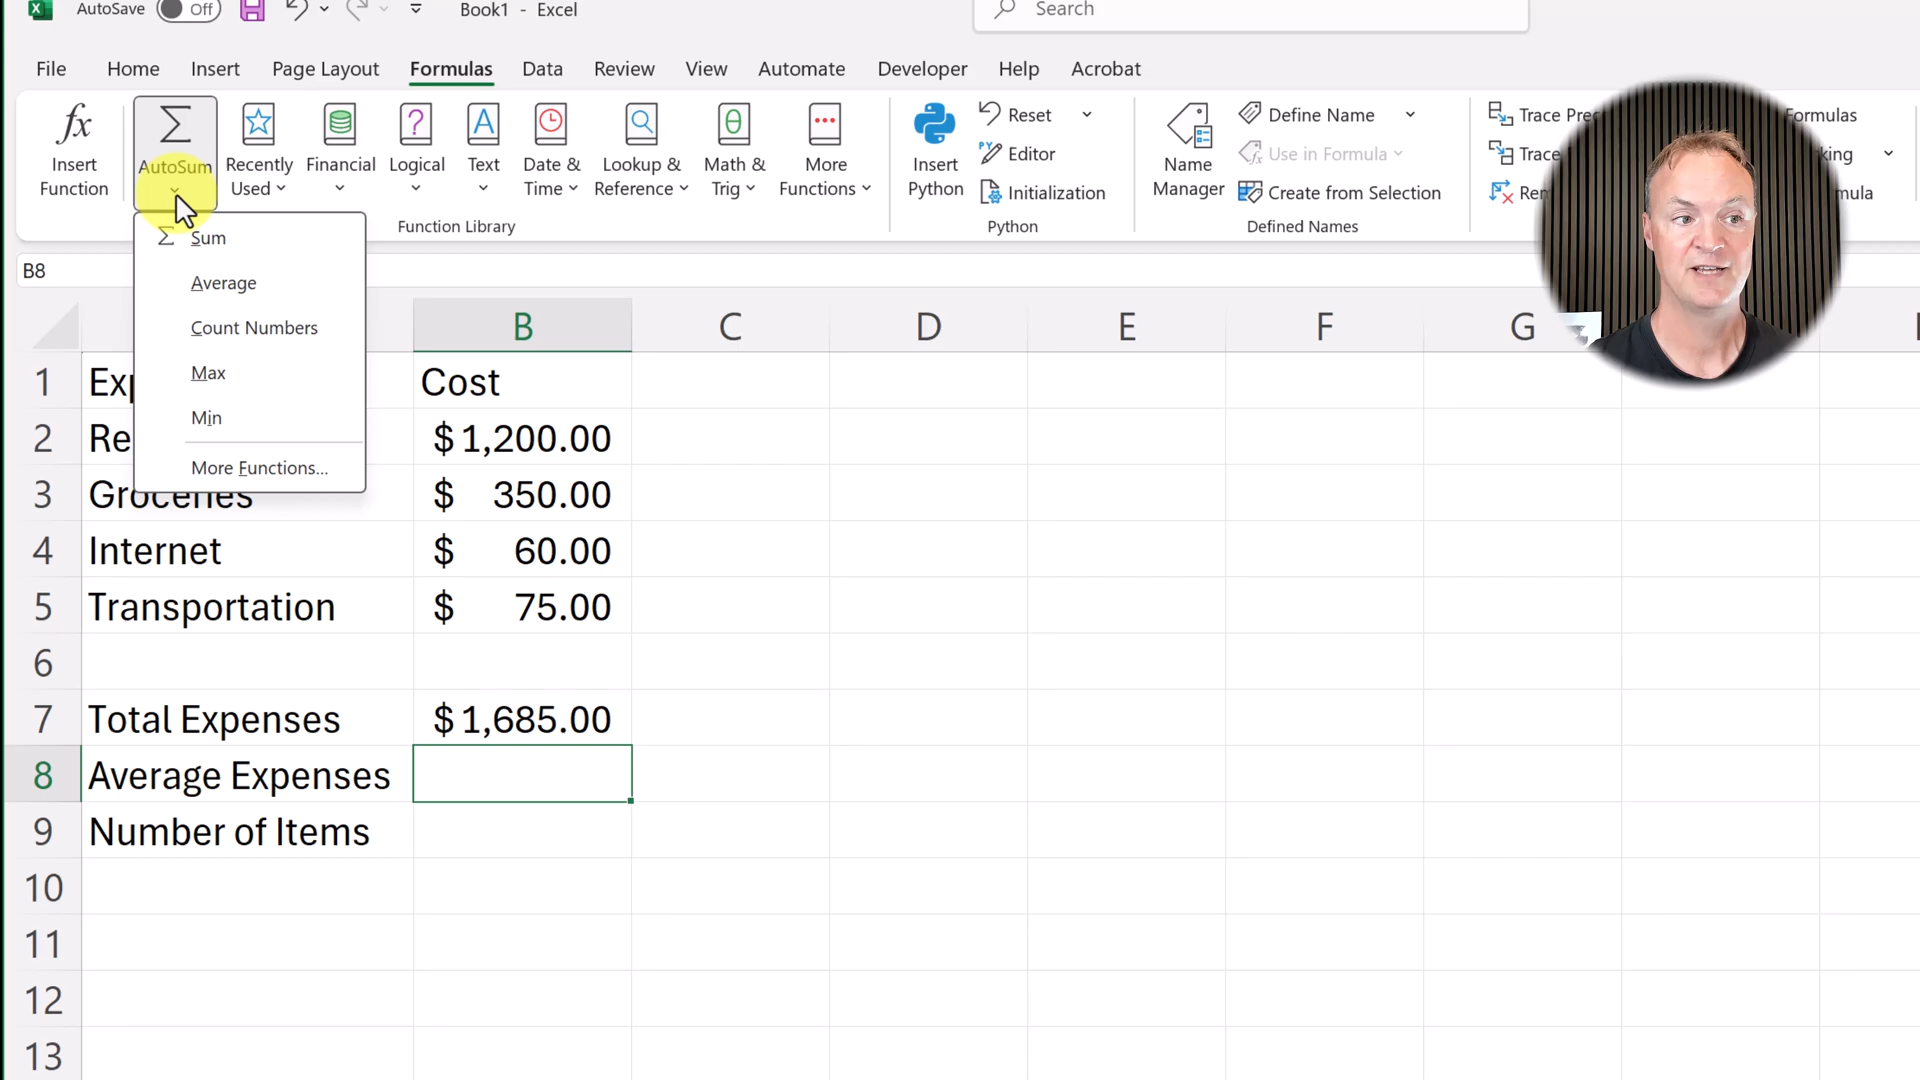 AutoSave Off Book1 - Excel Search
File Home Insert Page Layout Formulas Data Review View Automate Developer Help Acrobat
fx Insert Function
AutoSum
Recently Used
Financial
Logical
Text
Date & Time
Lookup & Reference
Math & Trig
More Functions
Function Library
Insert Python
Reset
Editor
Initialization
Python
Name Manager
Define Name
Use in Formula
Create from Selection
Defined Names
Trace
Trace
Formulas
Sum
Average
Count Numbers
Max
Min
More Functions...
B8
B C D E F G
1 Cost
2 $ 1,200.00
3 Groceries $ 350.00
4 Internet $ 60.00
5 Transportation $ 75.00
6
7 Total Expenses $ 1,685.00
8 Average Expenses
9 Number of Items
10
11
12
13